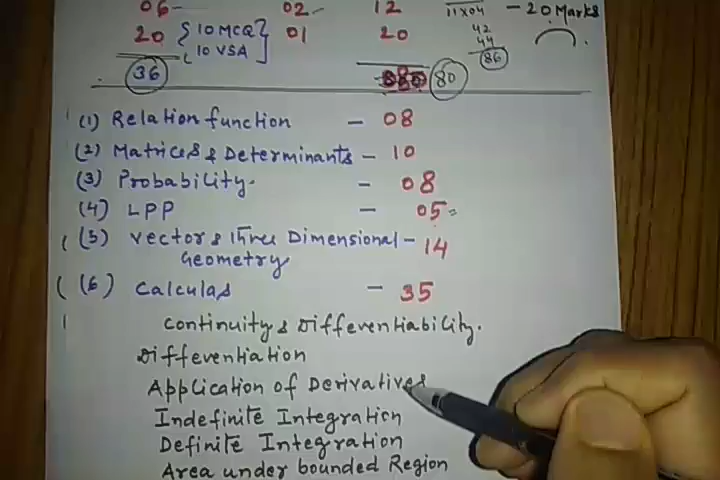 06 02 12 11x04 - 20 Marks
20 { 10 MCQ } 01 20 42
10 VSA 44
36 80 86
(1) Relation function - 08
(2) Matrices & Determinants - 10
(3) Probability - 08
(4) LPP - 05
(5) Vector & Three Dimensional - 14
Geometry
(6) Calculas - 35
Continuity & Differentiability.
Differentiation
Application of Derivatives
Indefinite Integration
Definite Integration
Area under bounded Region